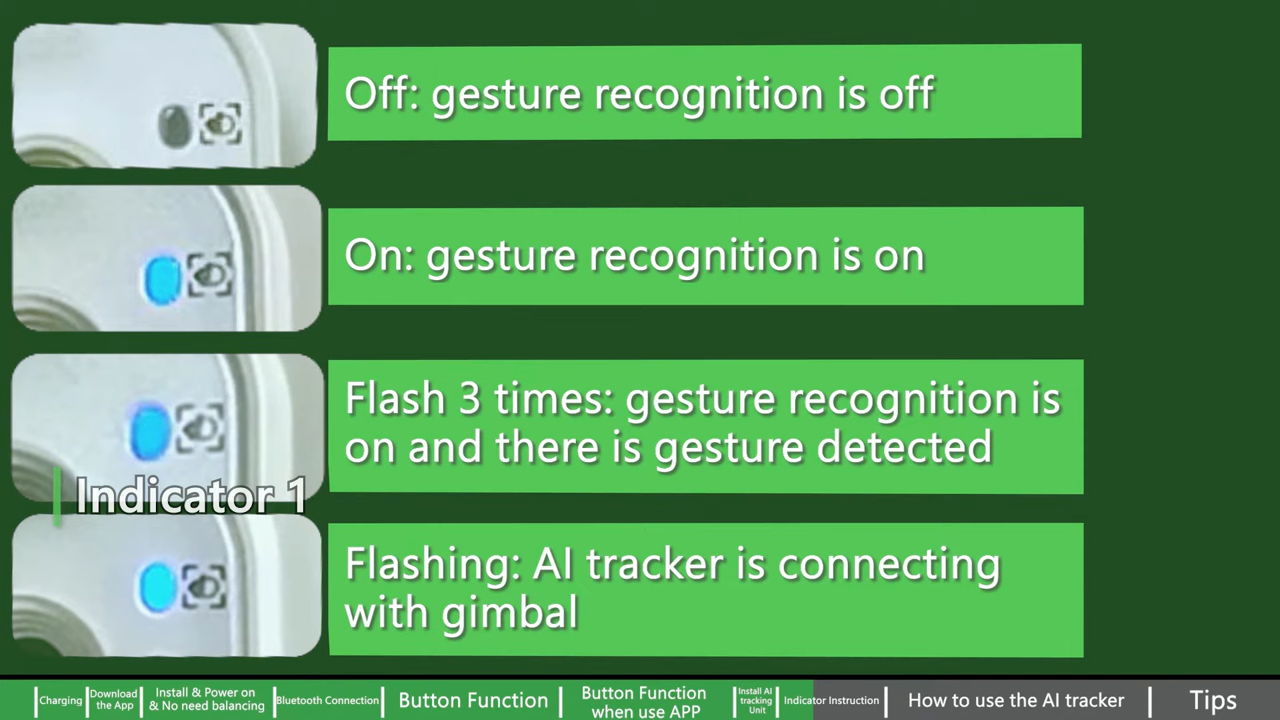 Off: gesture recognition is off
On: gesture recognition is on
Flash 3 times: gesture recognition is
on and there is gesture detected
Indicator 1
Flashing: AI tracker is connecting
with gimbal
Charging
Download
the App
Install & Power on
& No need balancing
Bluetooth Connection
Button Function
Button Function
when use APP
Install AI
tracking
Unit
Indicator Instruction
How to use the AI tracker
Tips